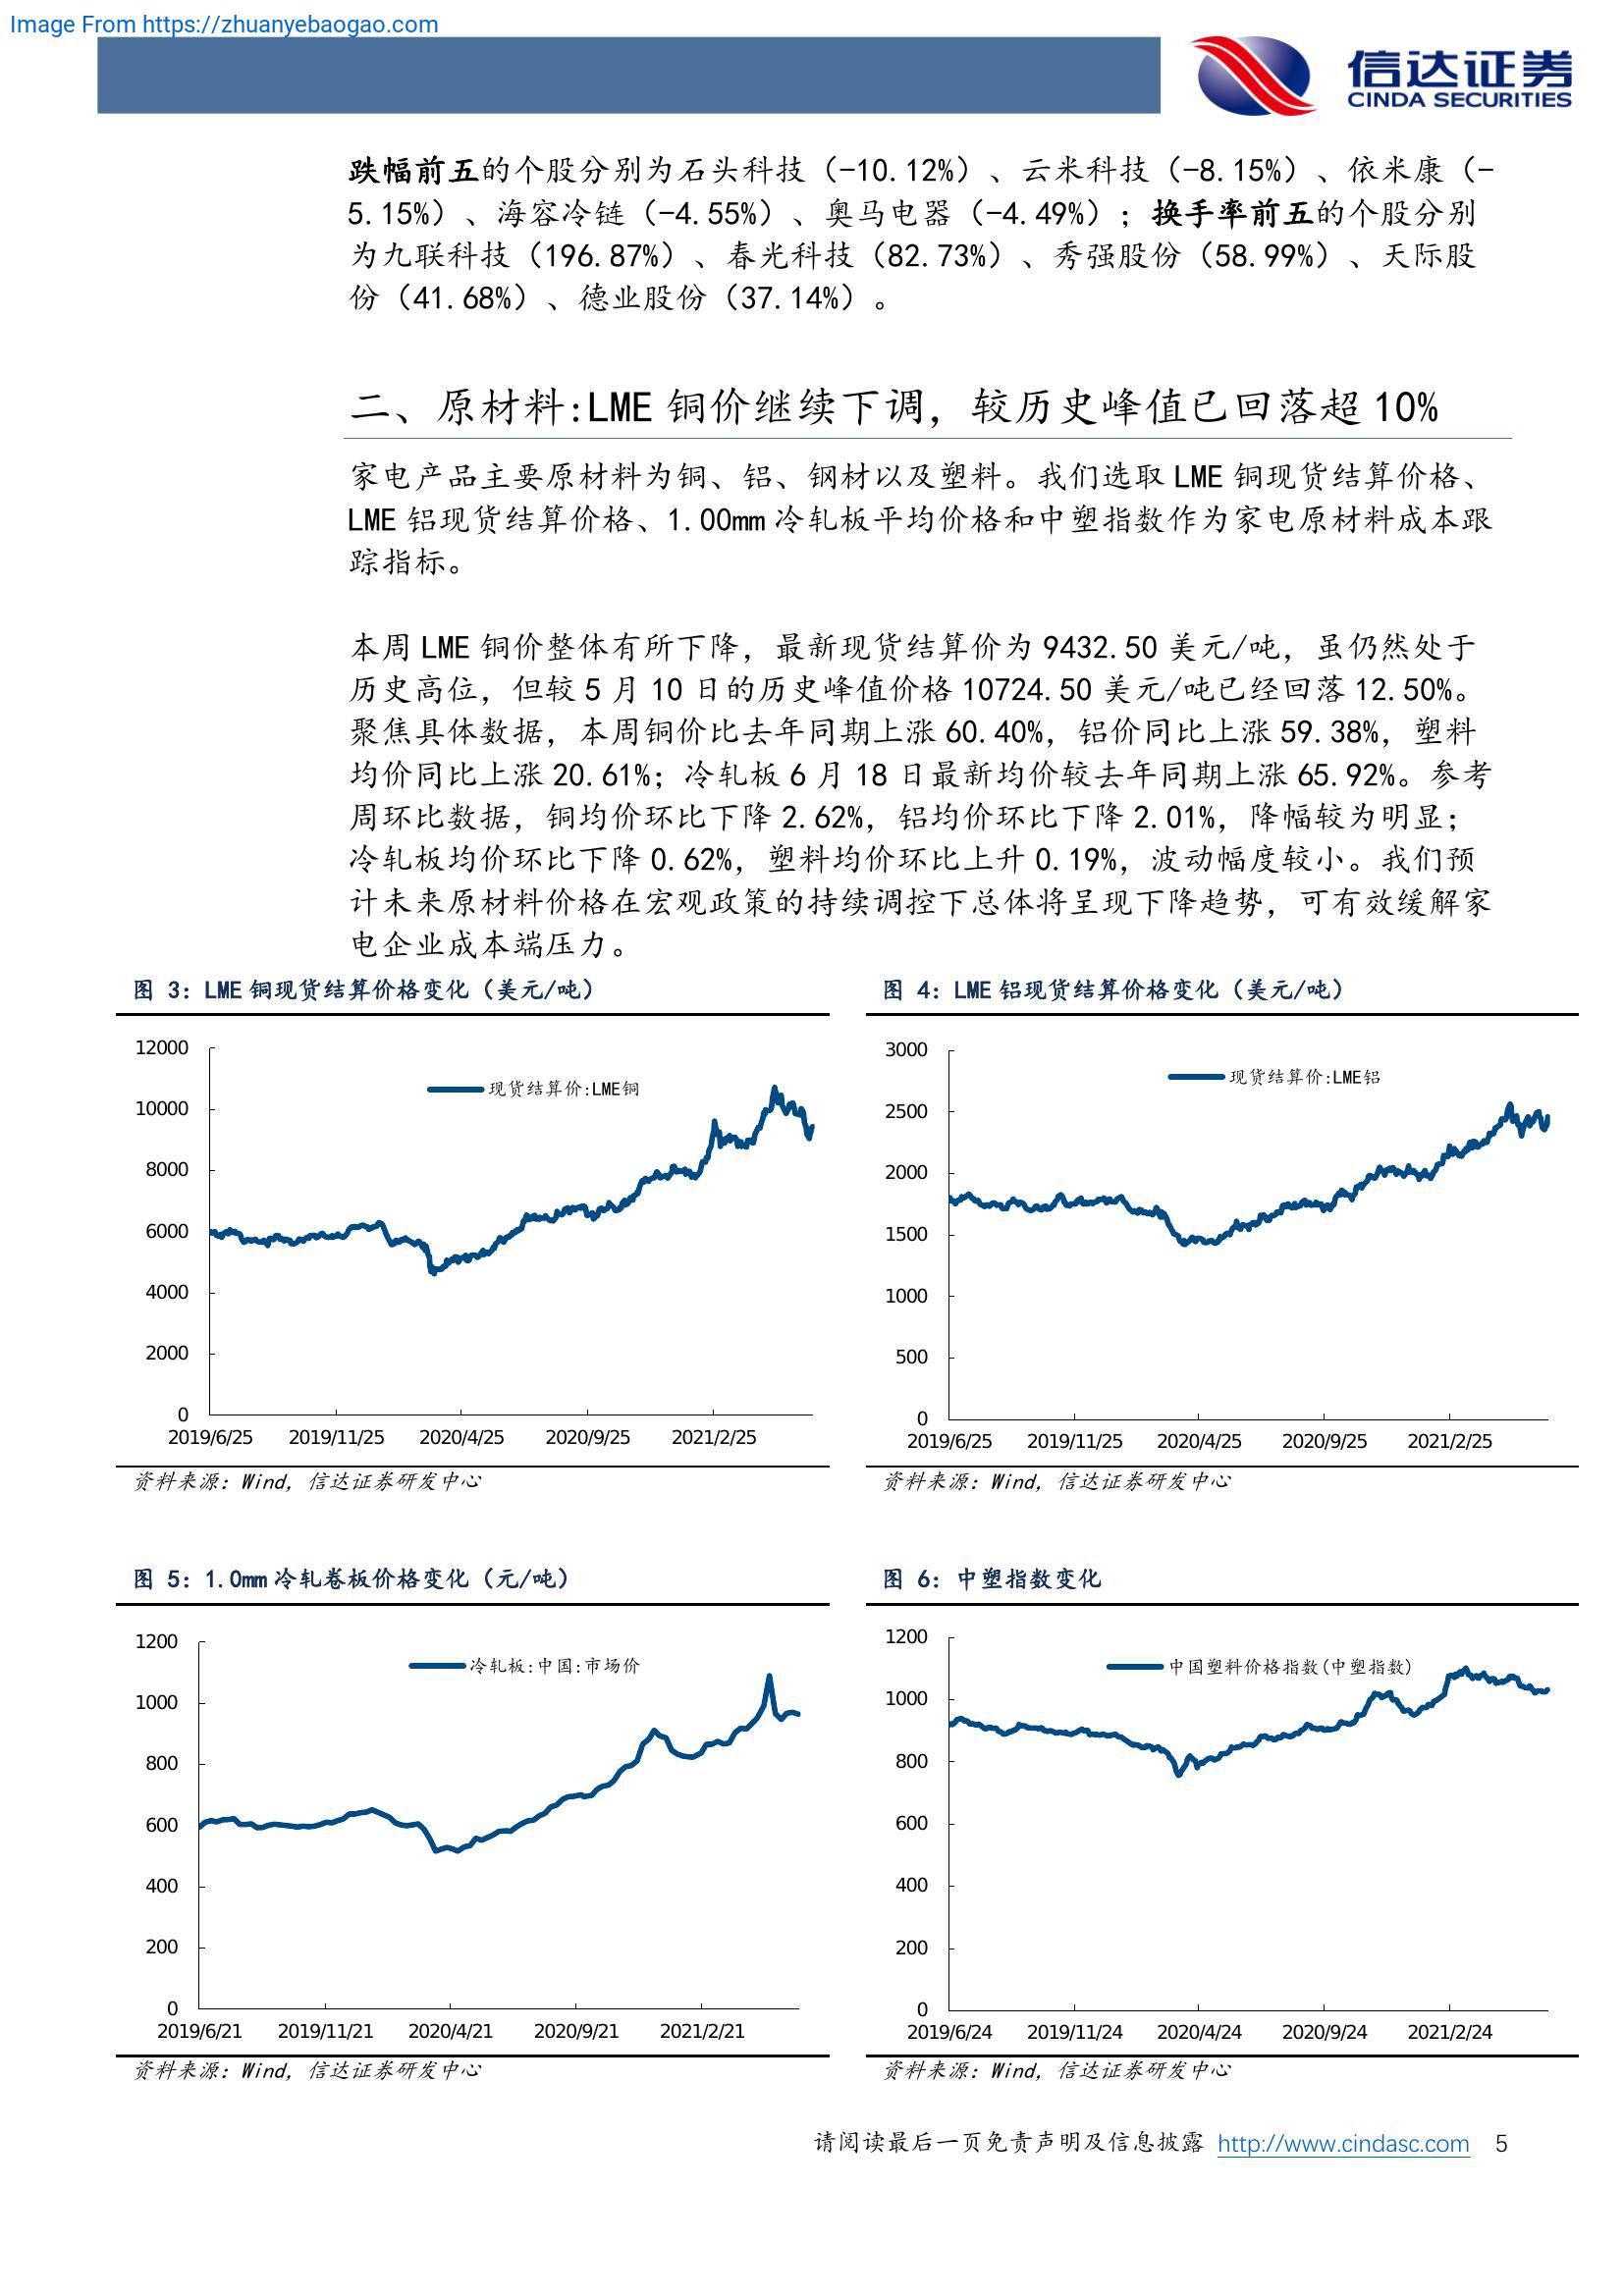 Image From https://zhuanyebaogao.com
信达证券
CINDA SECURITIES
跌幅前五的个股分别为石头科技（-10.12%）、云米科技（-8.15%）、依米康（-
5.15%）、海容冷链（-4.55%）、奥马电器（-4.49%）；换手率前五的个股分别
为九联科技（196.87%）、春光科技（82.73%）、秀强股份（58.99%）、天际股
份（41.68%）、德业股份（37.14%）。
二、原材料:LME 铜价继续下调，较历史峰值已回落超 10%
家电产品主要原材料为铜、铝、钢材以及塑料。我们选取 LME 铜现货结算价格、
LME 铝现货结算价格、1.00mm 冷轧板平均价格和中塑指数作为家电原材料成本跟
踪指标。
本周 LME 铜价整体有所下降，最新现货结算价为 9432.50 美元/吨，虽仍然处于
历史高位，但较 5 月 10 日的历史峰值价格 10724.50 美元/吨已经回落 12.50%。
聚焦具体数据，本周铜价比去年同期上涨 60.40%，铝价同比上涨 59.38%，塑料
均价同比上涨 20.61%；冷轧板 6 月 18 日最新均价较去年同期上涨 65.92%。参考
周环比数据，铜均价环比下降 2.62%，铝均价环比下降 2.01%，降幅较为明显；
冷轧板均价环比下降 0.62%，塑料均价环比上升 0.19%，波动幅度较小。我们预
计未来原材料价格在宏观政策的持续调控下总体将呈现下降趋势，可有效缓解家
电企业成本端压力。
图 3：LME 铜现货结算价格变化（美元/吨）
12000
10000
8000
6000
4000
2000
0
现货结算价:LME铜
2019/6/25 2019/11/25 2020/4/25 2020/9/25 2021/2/25
资料来源：Wind，信达证券研发中心
图 4：LME 铝现货结算价格变化（美元/吨）
3000
2500
2000
1500
1000
500
0
现货结算价:LME铝
2019/6/25 2019/11/25 2020/4/25 2020/9/25 2021/2/25
资料来源：Wind，信达证券研发中心
图 5：1.0mm 冷轧卷板价格变化（元/吨）
1200
1000
800
600
400
200
0
冷轧板:中国:市场价
2019/6/21 2019/11/21 2020/4/21 2020/9/21 2021/2/21
资料来源：Wind，信达证券研发中心
图 6：中塑指数变化
1200
1000
800
600
400
200
0
中国塑料价格指数(中塑指数)
2019/6/24 2019/11/24 2020/4/24 2020/9/24 2021/2/24
资料来源：Wind，信达证券研发中心
请阅读最后一页免责声明及信息披露 http://www.cindasc.com 5